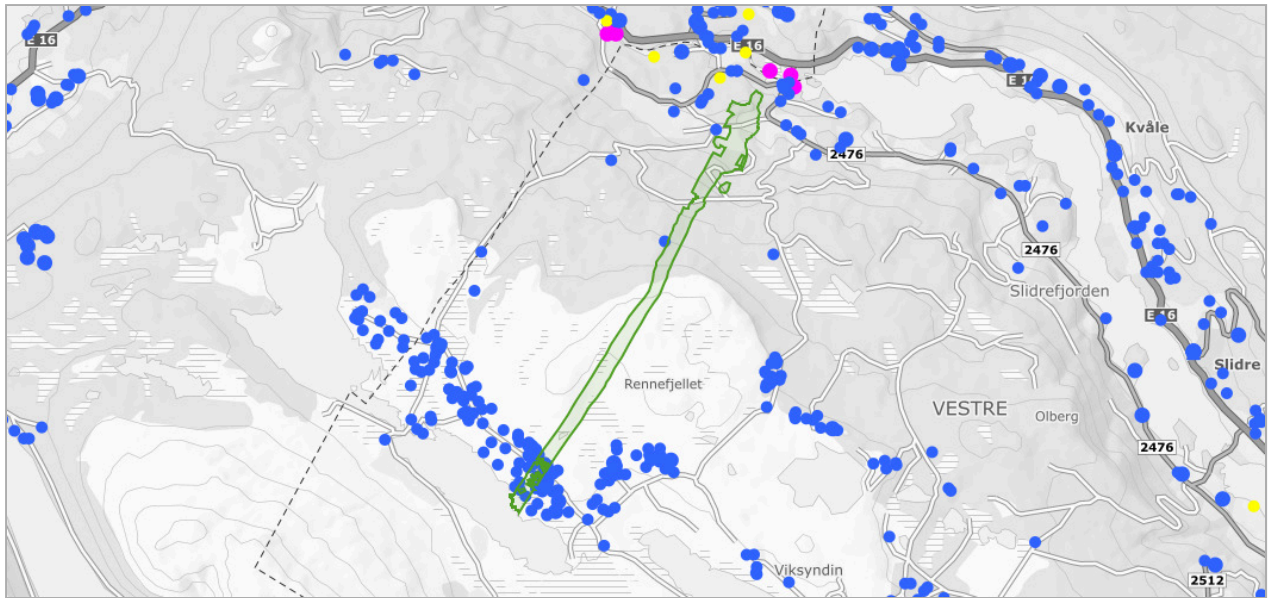 E 16
E 16
E 16
Kvåle
2476
2476
Slidrefjorden
E 16
Slidre
Rennefjellet
VESTRE
Olberg
2476
Viksyndin
2512